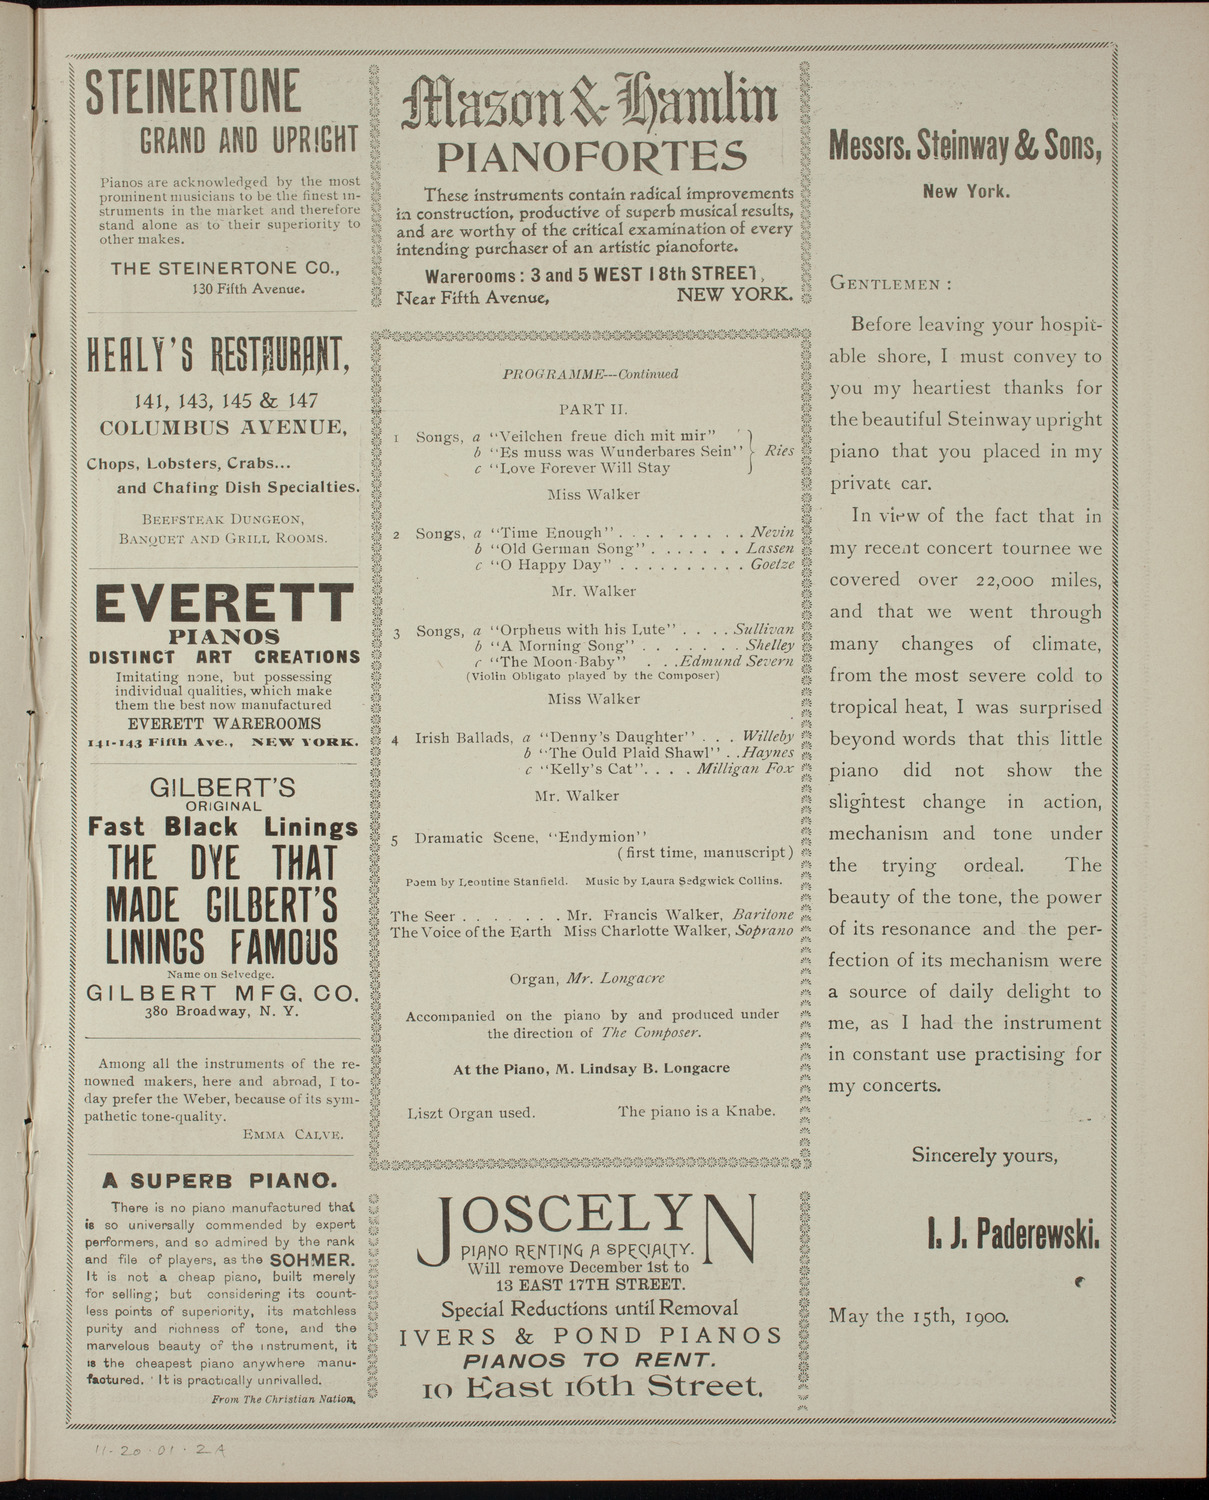 STEINERTONE
GRAND AND UPRIGHT
Pianos are acknowledged by the most
prominent musicians to be the finest in-
struments in the market and therefore
stand alone as to their superiority to
other makes.
THE STEINERTONE CO.,
130 Fifth Avenue.
HEALY'S RESTAURANT,
141, 143, 145 & 147
COLUMBUS AVENUE,
Chops, Lobsters, Crabs...
and Chafing Dish Specialties.
BEEFSTEAK DUNGEON,
BANQUET AND GRILL ROOMS.
EVERETT
PIANOS
DISTINCT ART CREATIONS
Imitating none, but possessing
individual qualities, which make
them the best now manufactured
EVERETT WAREROOMS
141-143 Fifth Ave., NEW YORK.
GILBERT'S
ORIGINAL
Fast Black Linings
THE DYE THAT
MADE GILBERT'S
LININGS FAMOUS
Name on Selvedge.
GILBERT MFG. CO.
380 Broadway, N. Y.
Among all the instruments of the re-
nowned makers, here and abroad, I to-
day prefer the Weber, because of its sym-
pathetic tone-quality.
EMMA CALVE.
A SUPERB PIANO.
There is no piano manufactured that
is so universally commended by expert
performers, and so admired by the rank
and file of players, as the SOHMER.
It is not a cheap piano, built merely
for selling; but considering its count-
less points of superiority, its matchless
purity and richness of tone, and the
marvelous beauty of the instrument, it
is the cheapest piano anywhere manu-
factured. It is practically unrivalled.
From The Christian Nation.
Mason & Hamlin
PIANOFORTES
These instruments contain radical improvements
in construction, productive of superb musical results,
and are worthy of the critical examination of every
intending purchaser of an artistic pianoforte.
Warerooms: 3 and 5 WEST 18th STREET,
Near Fifth Avenue, NEW YORK.
PROGRAMME---Continued
PART II.
1 Songs, a "Veilchen freue dich mit mir"
b "Es muss was Wunderbares Sein" } Ries
c "Love Forever Will Stay
Miss Walker
2 Songs, a "Time Enough" . . . . . . . . . Nevin
b "Old German Song" . . . . . . . Lassen
c "O Happy Day" . . . . . . . . . . Goetze
Mr. Walker
3 Songs, a "Orpheus with his Lute" . . . . Sullivan
b "A Morning Song" . . . . . . . . Shelley
c "The Moon-Baby" . . . Edmund Severn
(Violin Obligato played by the Composer)
Miss Walker
4 Irish Ballads, a "Denny's Daughter" . . . Willeby
b "The Ould Plaid Shawl" . . Haynes
c "Kelly's Cat" . . . . Milligan Fox
Mr. Walker
5 Dramatic Scene, "Endymion"
(first time, manuscript)
Poem by Leontine Stanfield. Music by Laura Sedgwick Collins.
The Seer . . . . . . . Mr. Francis Walker, Baritone
The Voice of the Earth Miss Charlotte Walker, Soprano
Organ, Mr. Longacre
Accompanied on the piano by and produced under
the direction of The Composer.
At the Piano, M. Lindsay B. Longacre
Liszt Organ used. The piano is a Knabe.
JOSCELYN
PIANO RENTING A SPECIALTY.
Will remove December 1st to
13 EAST 17TH STREET.
Special Reductions until Removal
IVERS & POND PIANOS
PIANOS TO RENT.
10 East 16th Street.
Messrs. Steinway & Sons,
New York.
GENTLEMEN:
Before leaving your hospit-
able shore, I must convey to
you my heartiest thanks for
the beautiful Steinway upright
piano that you placed in my
private car.
In view of the fact that in
my recent concert tournee we
covered over 22,000 miles,
and that we went through
many changes of climate,
from the most severe cold to
tropical heat, I was surprised
beyond words that this little
piano did not show the
slightest change in action,
mechanism and tone under
the trying ordeal. The
beauty of the tone, the power
of its resonance and the per-
fection of its mechanism were
a source of daily delight to
me, as I had the instrument
in constant use practising for
my concerts.
Sincerely yours,
I. J. Paderewski.
May the 15th, 1900.
11-20-01. 2A